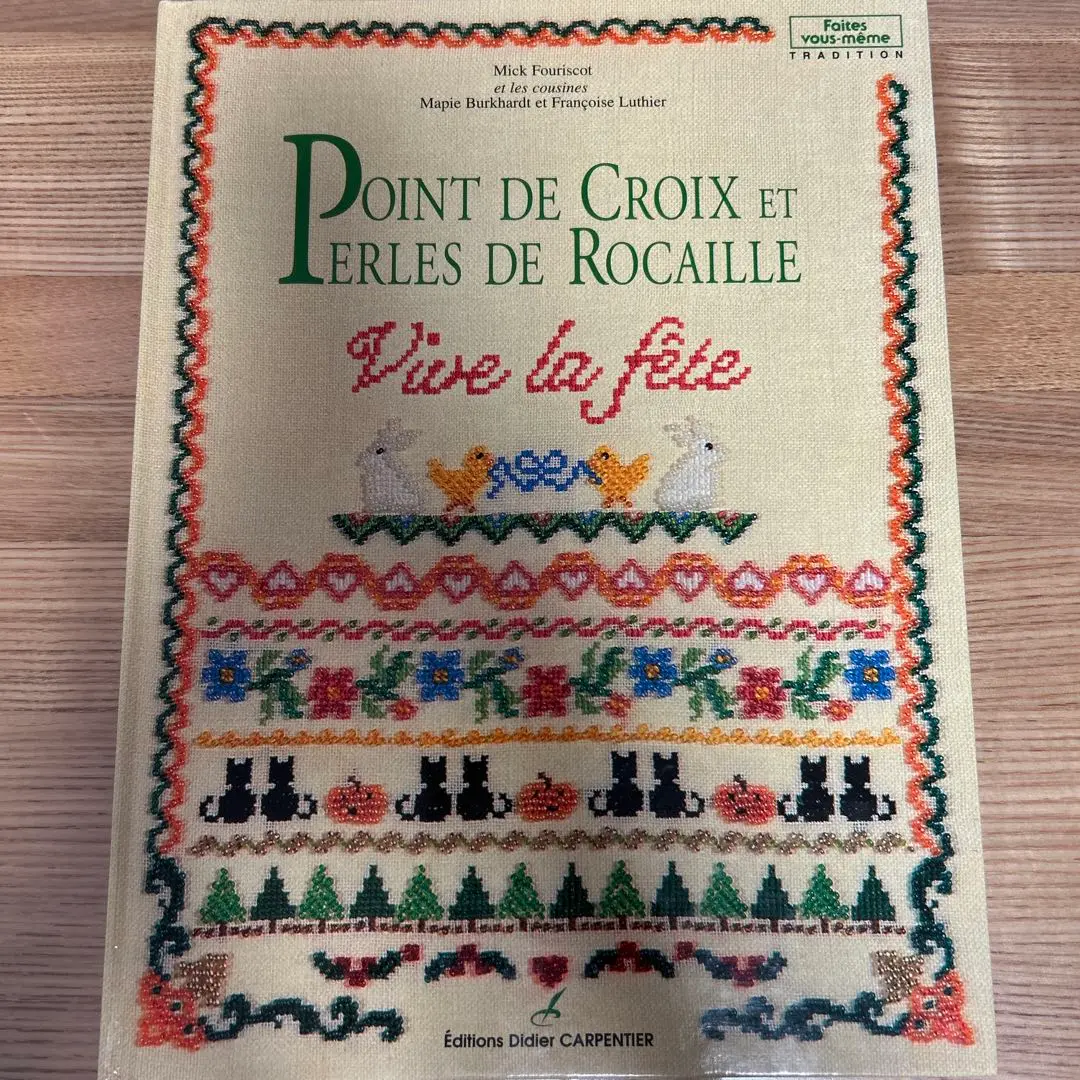 Faites
vous-même
TRADITION
Mick Fouriscot
et les cousines
Mapie Burkhardt et Françoise Luthier
POINT DE CROIX ET
PERLES DE ROCAILLE
Vive la fête
Éditions Didier CARPENTIER